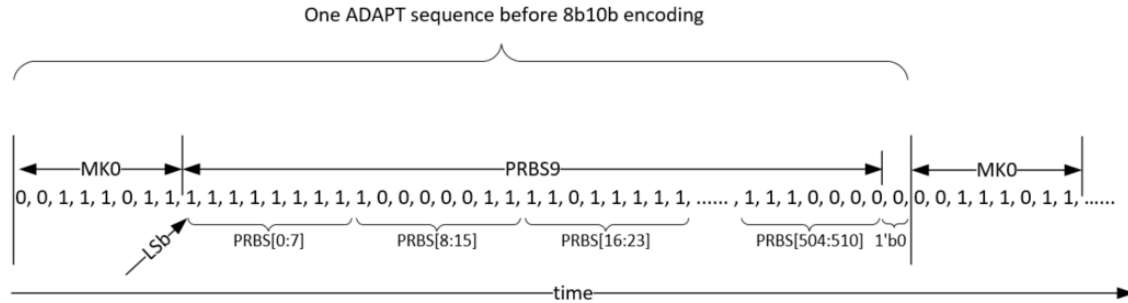 One ADAPT sequence before 8b10b encoding
MK0 PRBS9 MK0
0, 0, 1, 1, 1, 0, 1, 1, 1, 1, 1, 1, 1, 1, 1, 1, 1, 0, 0, 0, 0, 0, 1, 1, 1, 1, 0, 1, 1, 1, 1, 1, ...... , 1, 1, 1, 0, 0, 0, 0, 0, 0, 0, 1, 1, 1, 0, 1, 1, ......
LSb PRBS[0:7] PRBS[8:15] PRBS[16:23] PRBS[504:510] 1'b0
time